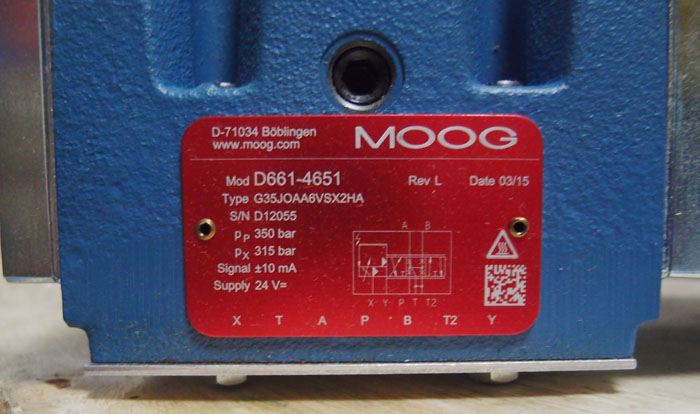 D-71034 Böblingen
www.moog.com
MOOG
Mod D661-4651 Rev L Date 03/15
Type G35JOAA6VSX2HA
S/N D12055
pP 350 bar
pX 315 bar
Signal ±10 mA
Supply 24 V=
A B
X Y P T T2
X T A P B T2 Y